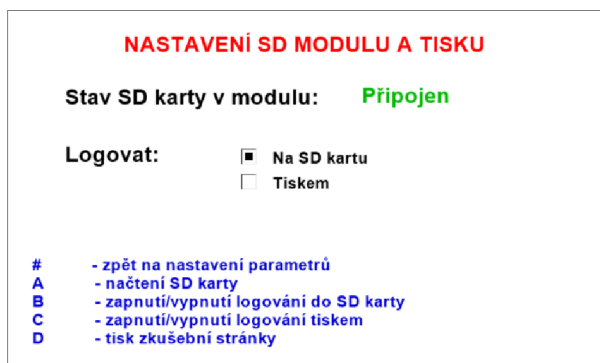 NASTAVENÍ SD MODULU A TISKU
Stav SD karty v modulu: Připojen
Logovat: Na SD kartu
Tiskem
# - zpět na nastavení parametrů
A - načtení SD karty
B - zapnutí/vypnutí logování do SD karty
C - zapnutí/vypnutí logování tiskem
D - tisk zkušební stránky